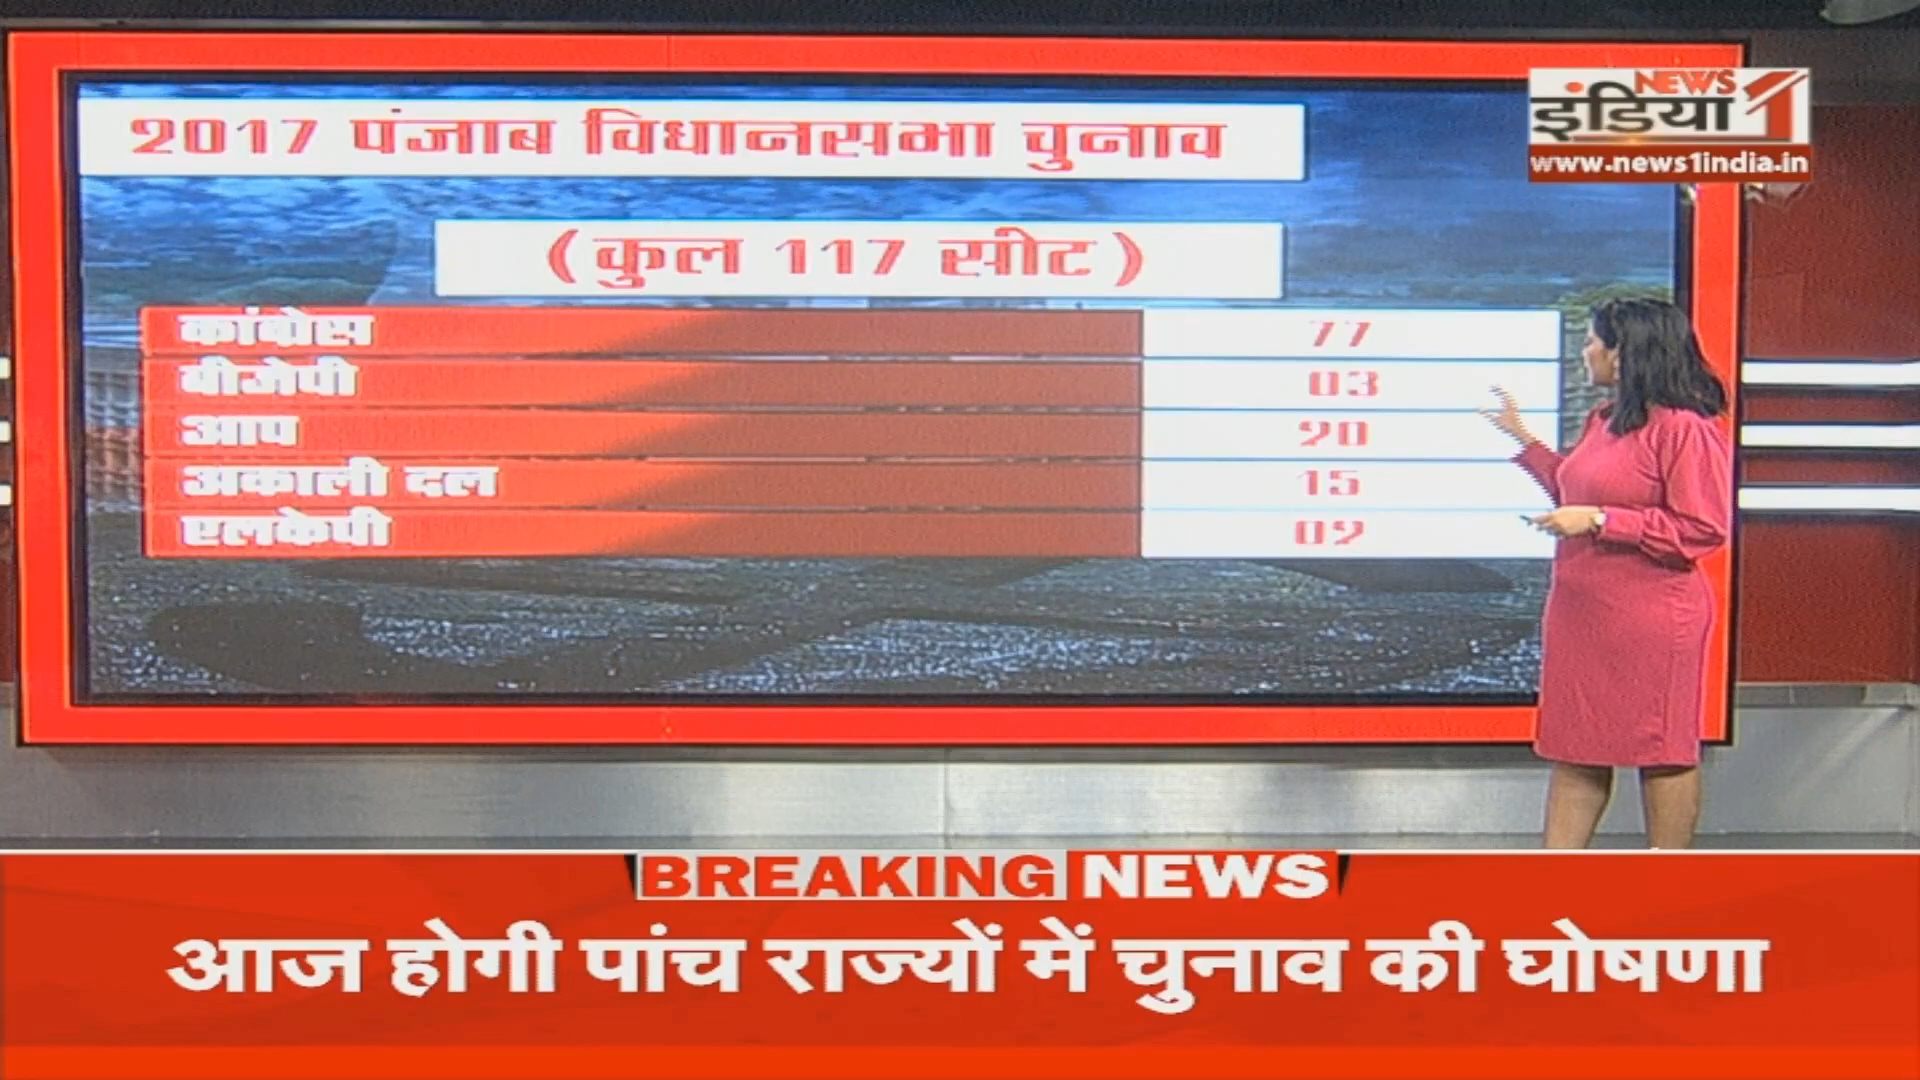 NEWS
इंडिया 1
www.news1india.in
2017 पंजाब विधानसभा चुनाव
(कुल 117 सीट)
कांग्रेस 77
बीजेपी 03
आप 20
अकाली दल 15
एलकेपी 02
BREAKING NEWS
आज होगी पांच राज्यों में चुनाव की घोषणा